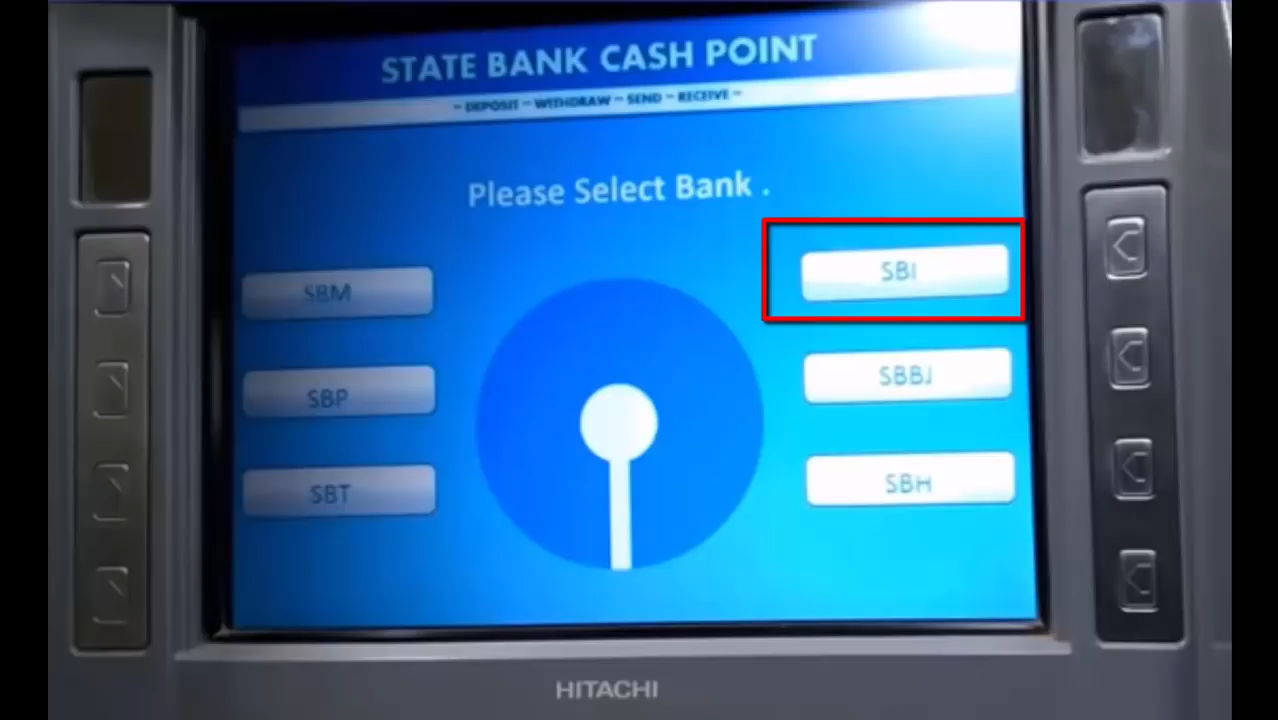 STATE BANK CASH POINT
~ DEPOSIT ~ WITHDRAW ~ SEND ~ RECEIVE ~
Please Select Bank .
SBM
SBI
SBP
SBBJ
SBT
SBH
HITACHI